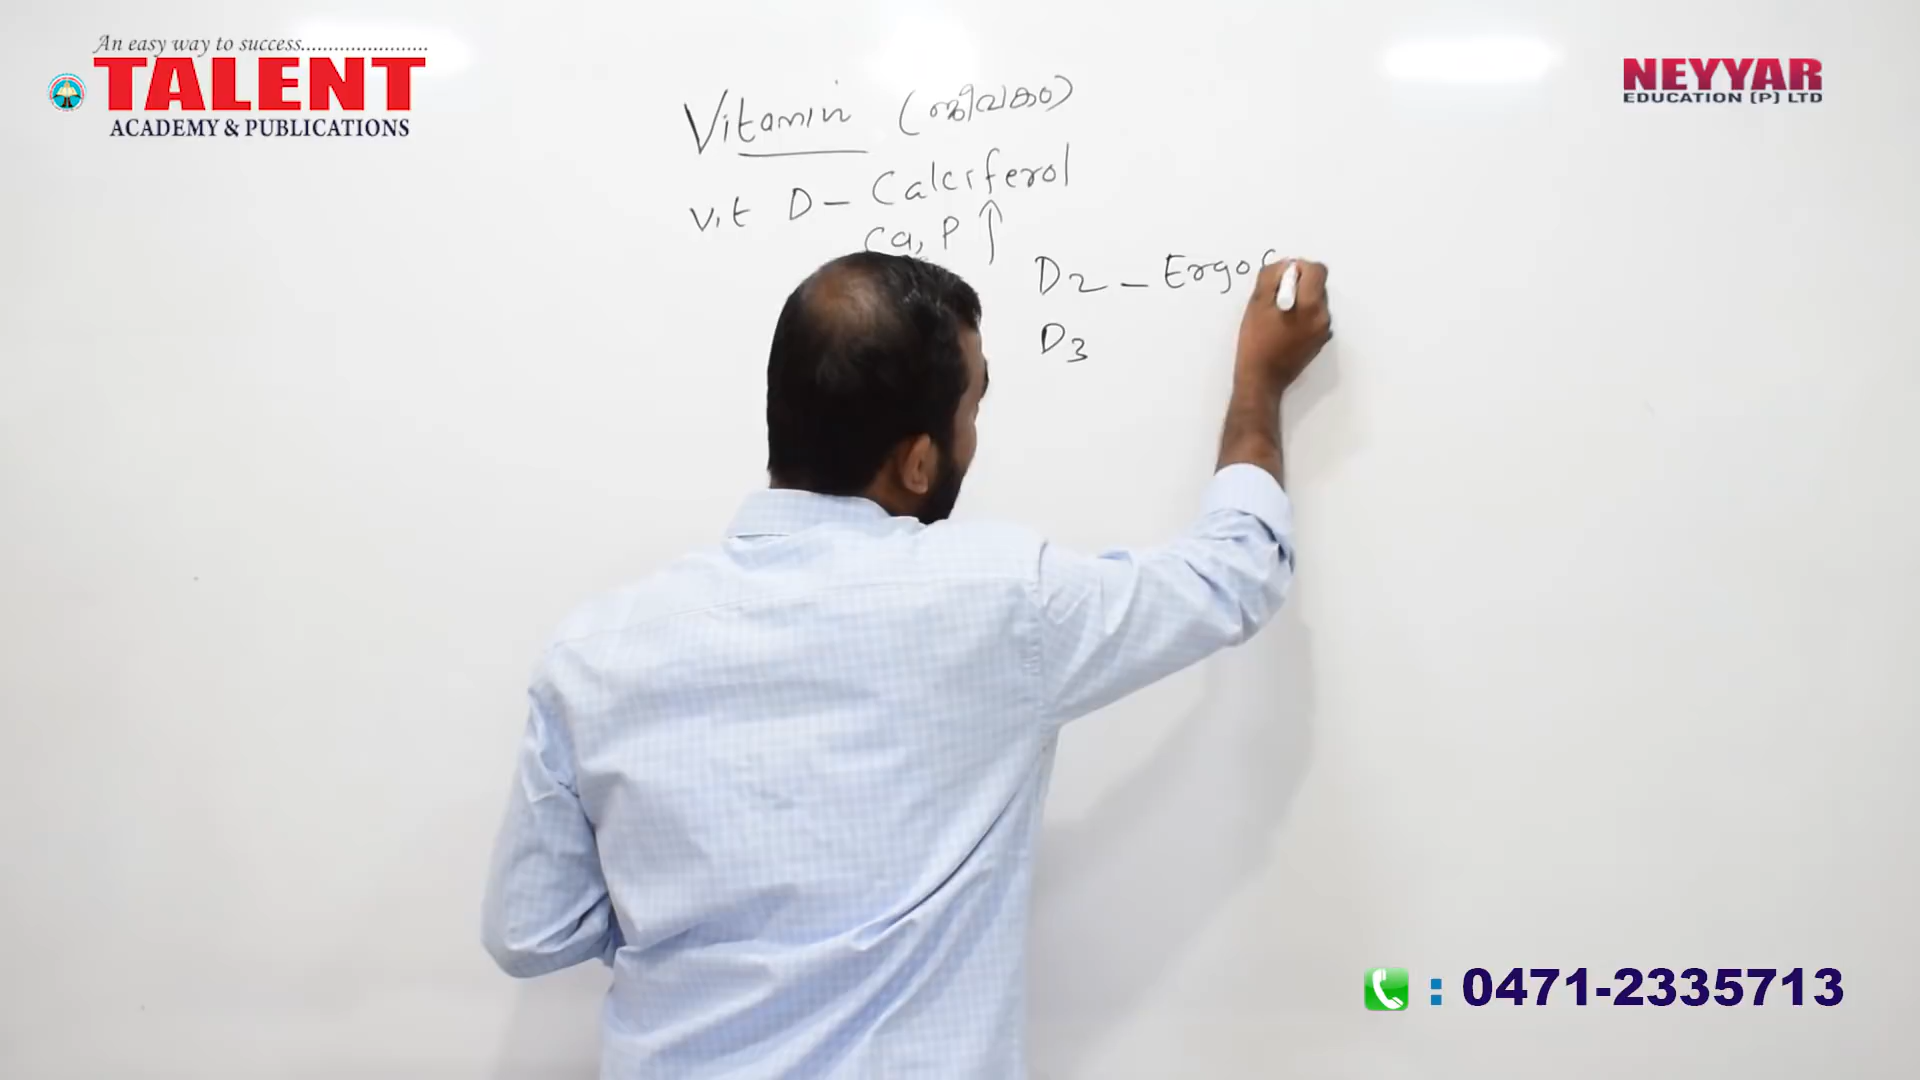 An easy way to success.......................
TALENT
ACADEMY & PUBLICATIONS
NEYYAR
EDUCATION (P) LTD
Vitamin (ജീവകം)
vit D - Calciferol
Ca, P ↑
D2 - Ergoc
D3
: 0471-2335713